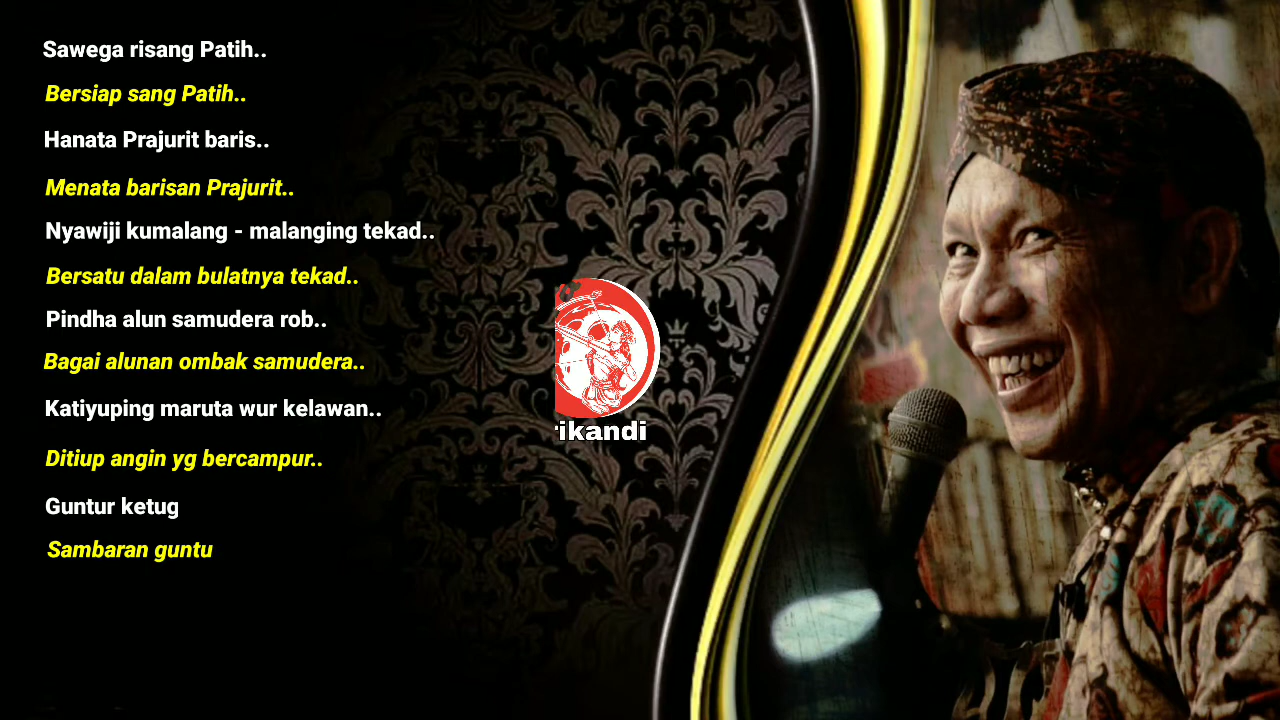 Sawega risang Patih..
Bersiap sang Patih..
Hanata Prajurit baris..
Menata barisan Prajurit..
Nyawiji kumalang - malanging tekad..
Bersatu dalam bulatnya tekad..
Pindha alun samudera rob..
Bagai alunan ombak samudera..
Katiyuping maruta wur kelawan..
Ditiup angin yg bercampur..
Guntur ketug
Sambaran guntu
rikandi